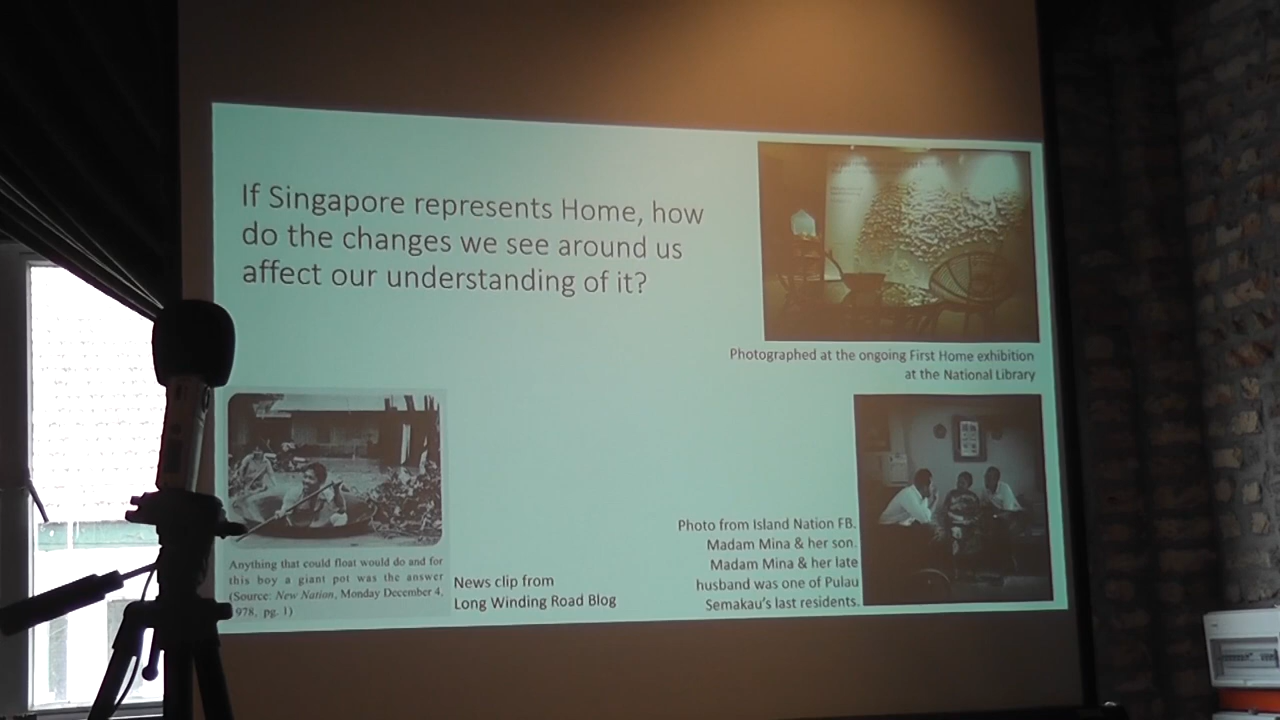 If Singapore represents Home, how
do the changes we see around us
affect our understanding of it?
Photographed at the ongoing First Home exhibition
at the National Library
Anything that could float would do and for
this boy a giant pot was the answer
(Source: New Nation, Monday December 4,
978, pg. 1)
News clip from
Long Winding Road Blog
Photo from Island Nation FB.
Madam Mina & her son.
Madam Mina & her late
husband was one of Pulau
Semakau's last residents.